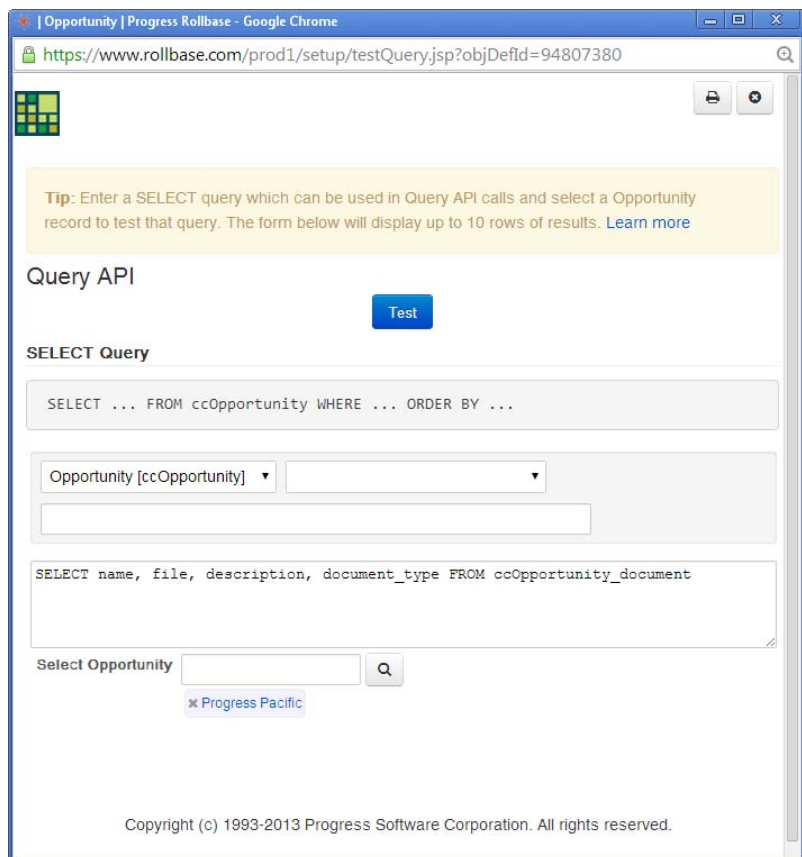 | Opportunity | Progress Rollbase - Google Chrome
https://www.rollbase.com/prod1/setup/testQuery.jsp?objDefId=94807380
Tip: Enter a SELECT query which can be used in Query API calls and select a Opportunity
record to test that query. The form below will display up to 10 rows of results. Learn more
Query API
Test
SELECT Query
SELECT ... FROM ccOpportunity WHERE ... ORDER BY ...
Opportunity [ccOpportunity]
SELECT name, file, description, document_type FROM ccOpportunity_document
Select Opportunity
Progress Pacific
Copyright (c) 1993-2013 Progress Software Corporation. All rights reserved.